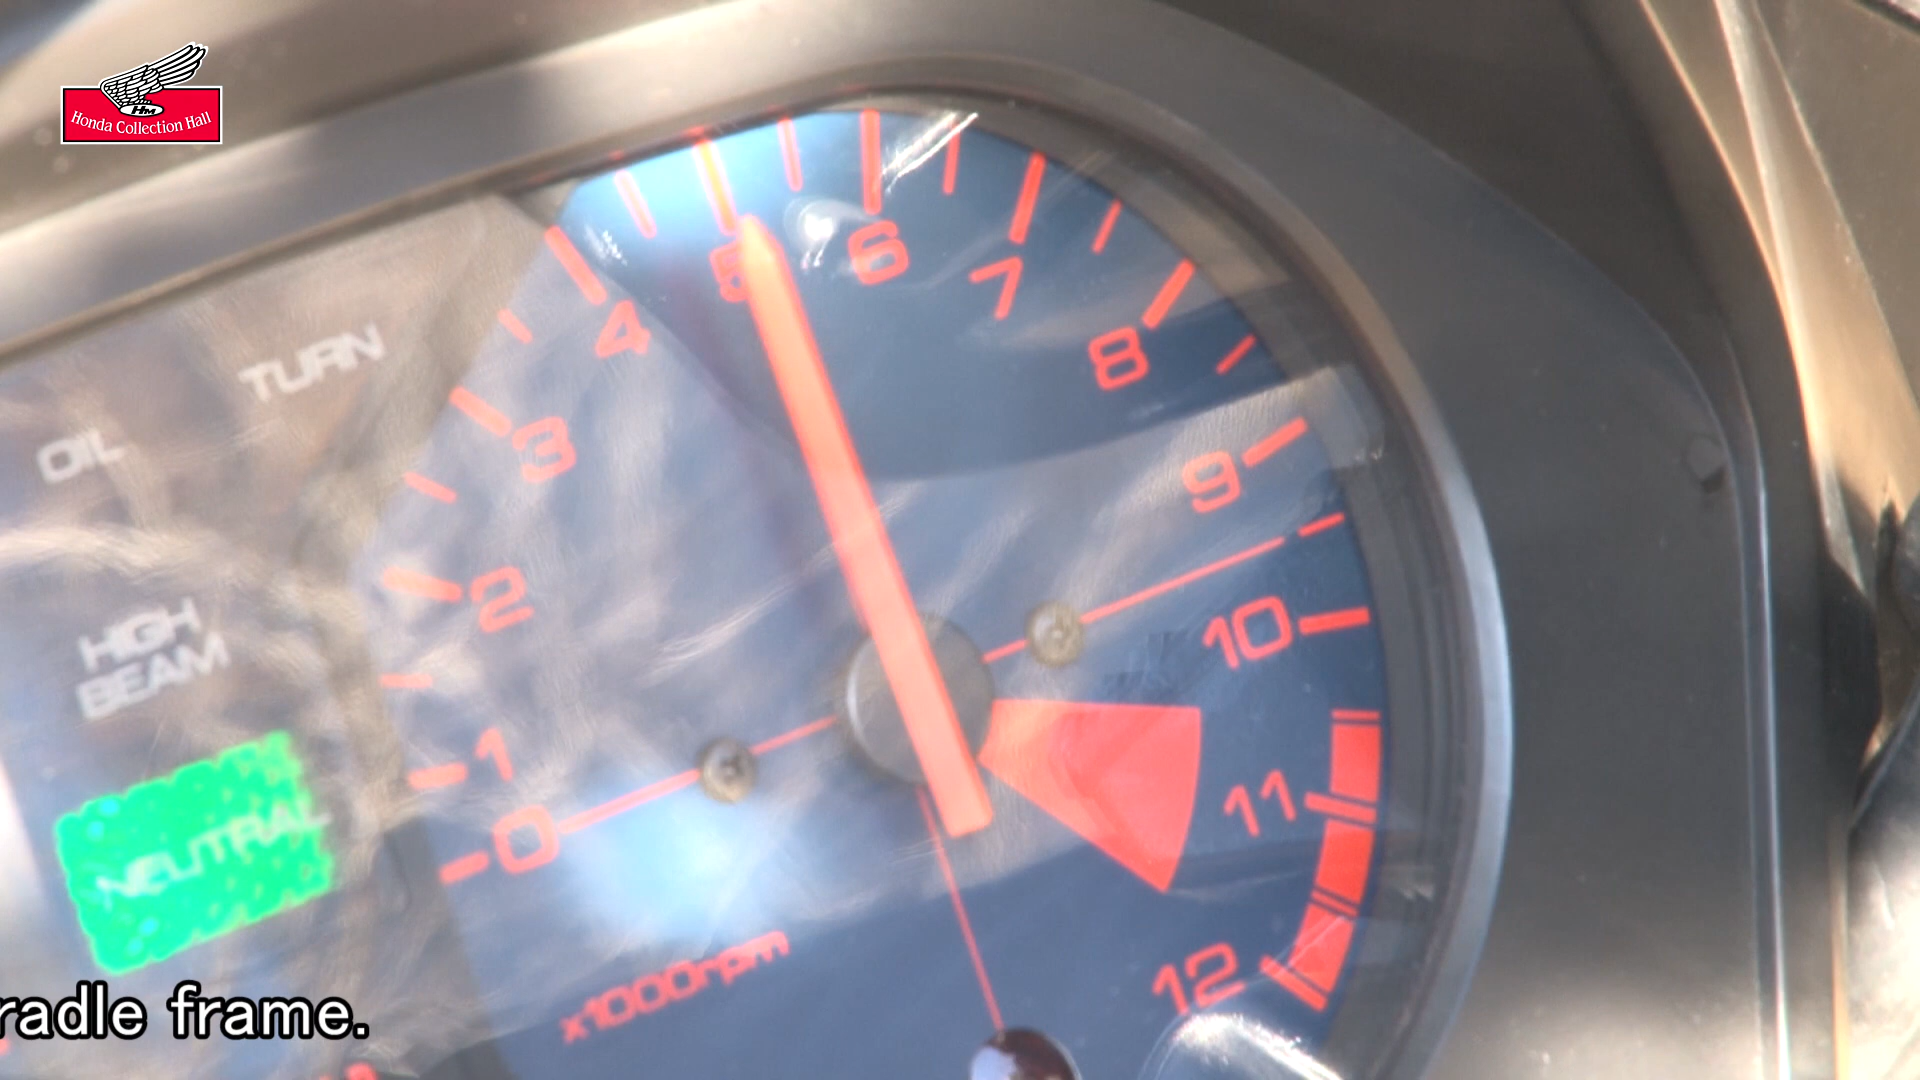 HM
Honda Collection Hall
TURN
OIL
HIGH
BEAM
NEUTRAL
0
1
2
3
4
5
6
7
8
9
10
11
12
x1000rpm
radle frame.